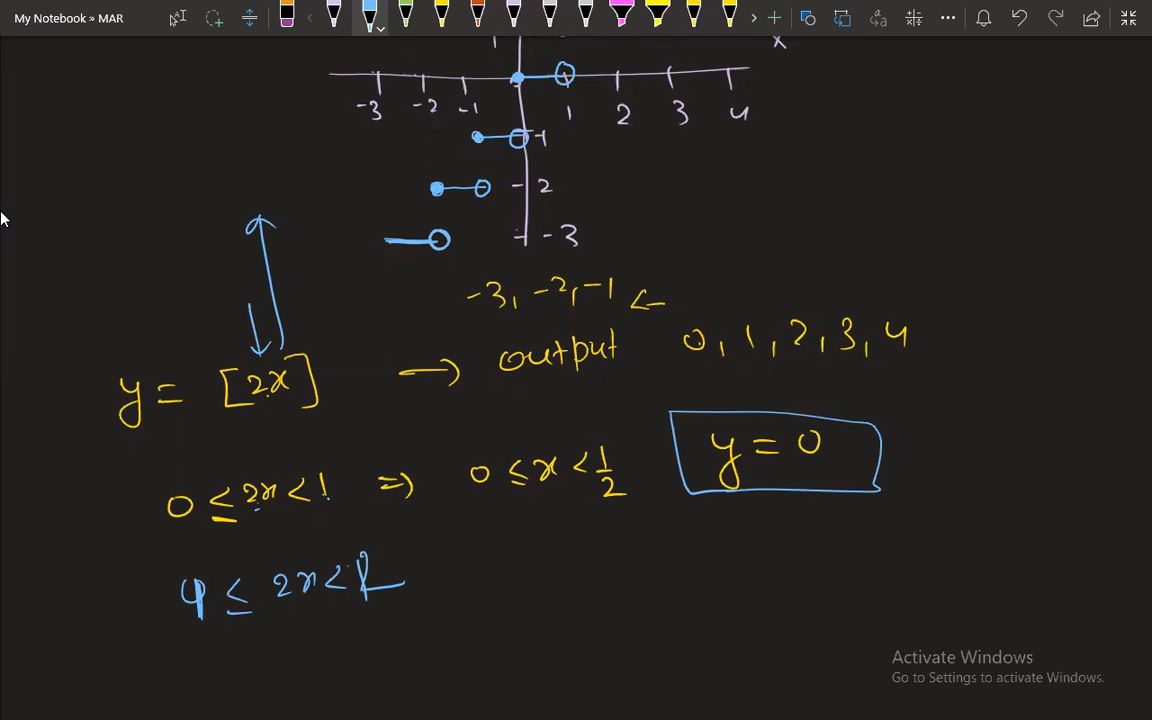 My Notebook » MAR
x
-3 -2 -1 1 2 3 4
-1
- 2
- -3
-3, -2, -1 ←
y = [2x] → output 0, 1, 2, 3, 4
0 ≤ 2x < 1 ⇒ 0 ≤ x < 1/2 y = 0
≤ 2x <
Activate Windows
Go to Settings to activate Windows.